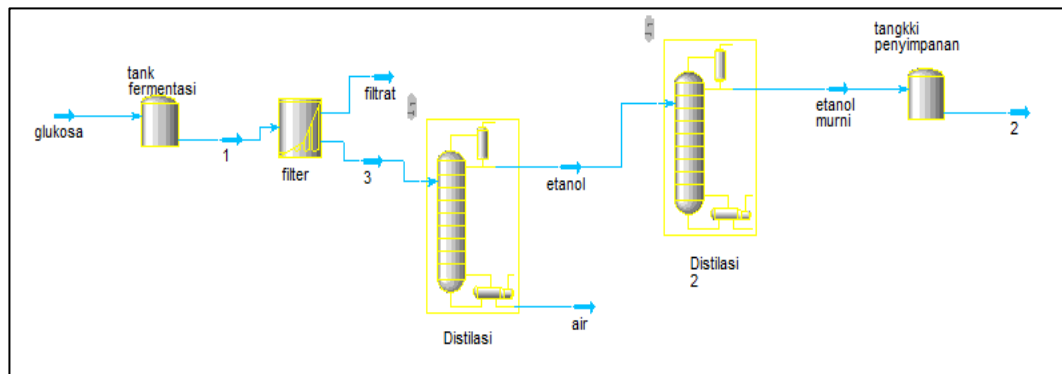 glukosa
tank
fermentasi
1
filter
filtrat
3
Distilasi
etanol
air
Distilasi
2
etanol
murni
tangkki
penyimpanan
2